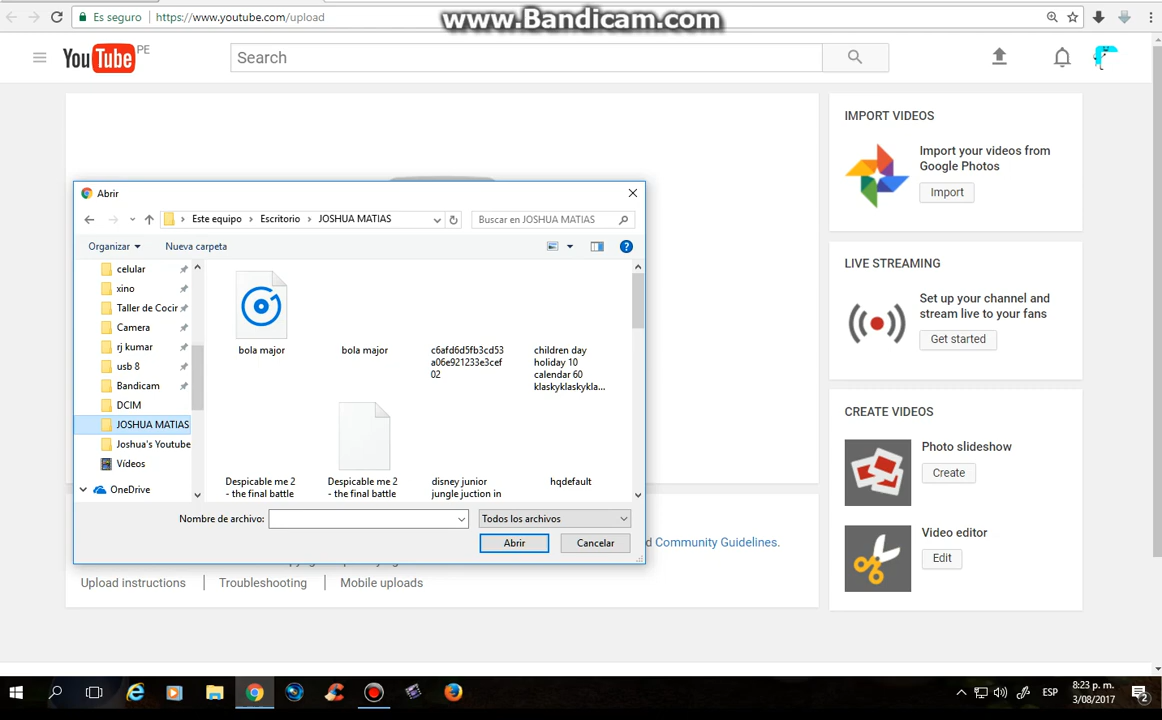 www.Bandicam.com
Es seguro
https://www.youtube.com/upload
YouTube PE
Search
IMPORT VIDEOS
Import your videos from
Google Photos
Import
LIVE STREAMING
Set up your channel and
stream live to your fans
Get started
CREATE VIDEOS
Photo slideshow
Create
Video editor
Edit
Abrir
Este equipo
Escritorio
JOSHUA MATIAS
Buscar en JOSHUA MATIAS
Organizar
Nueva carpeta
celular
xino
Taller de Cocir
Camera
rj kumar
usb 8
Bandicam
DCIM
JOSHUA MATIAS
Joshua's Youtube
Vídeos
OneDrive
bola major
bola major
c6afd6d5fb3cd53
a06e921233e3cef
02
children day
holiday 10
calendar 60
klaskyklaskykla...
Despicable me 2
- the final battle
Despicable me 2
- the final battle
disney junior
jungle juction in
hqdefault
Nombre de archivo:
Todos los archivos
Abrir
Cancelar
d Community Guidelines.
Upload instructions
Troubleshooting
Mobile uploads
ESP
8:23 p. m.
3/08/2017
2